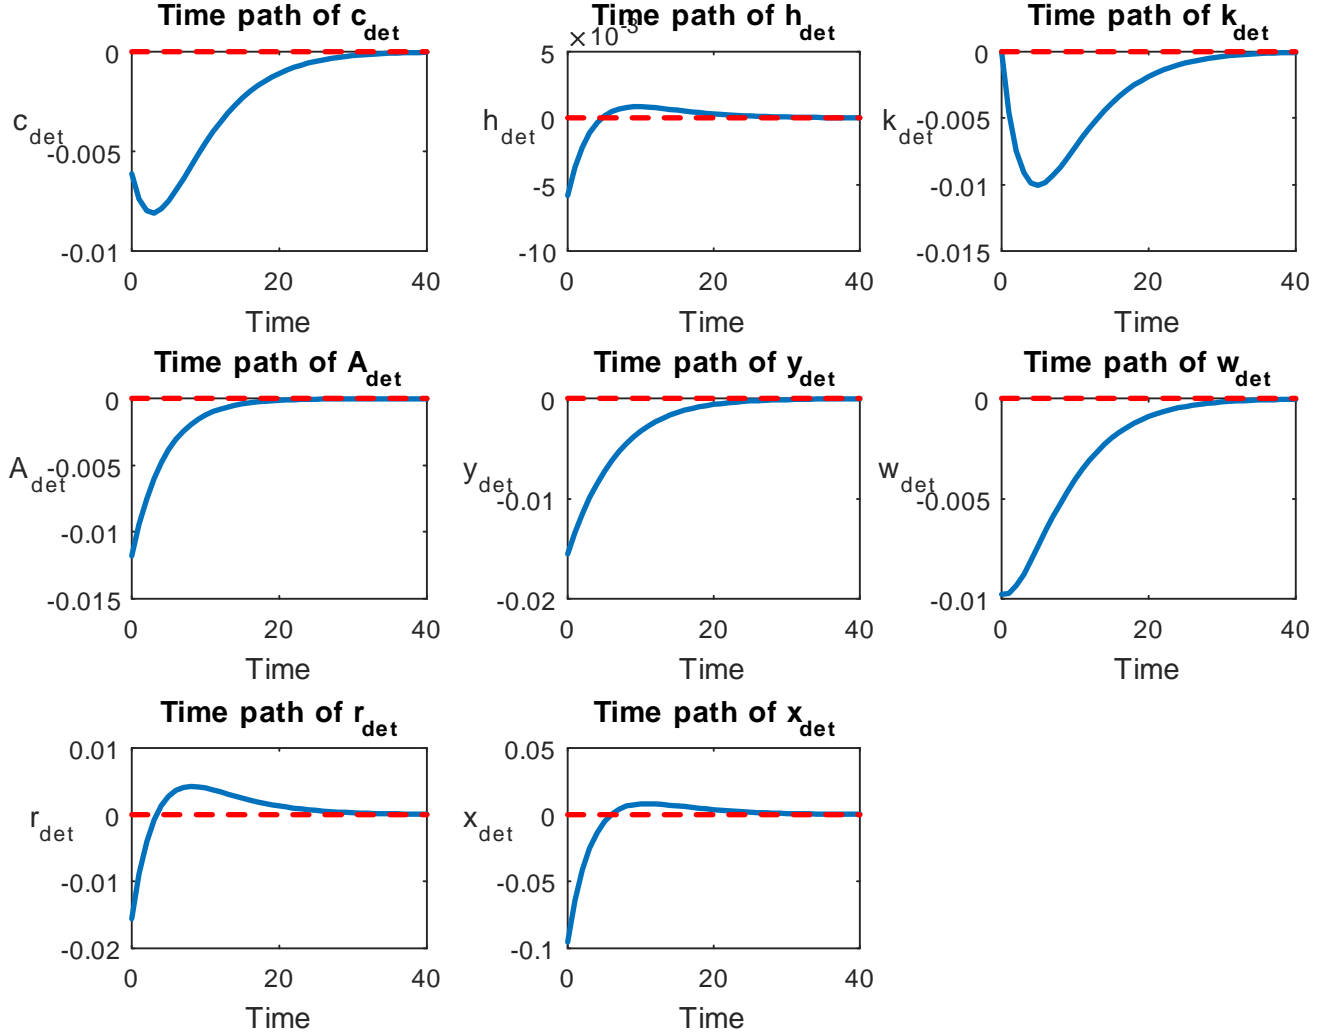 Time path of c_det
0
-0.005
-0.01
c_det
0
20
40
Time
Time path of h_det
×10^-3
5
0
-5
-10
h_det
0
20
40
Time
Time path of k_det
0
-0.005
-0.01
-0.015
k_det
0
20
40
Time
Time path of A_det
0
-0.005
-0.01
-0.015
A_det
0
20
40
Time
Time path of y_det
0
-0.01
-0.02
y_det
0
20
40
Time
Time path of w_det
0
-0.005
-0.01
w_det
0
20
40
Time
Time path of r_det
0.01
0
-0.01
-0.02
r_det
0
20
40
Time
Time path of x_det
0.05
0
-0.05
-0.1
x_det
0
20
40
Time